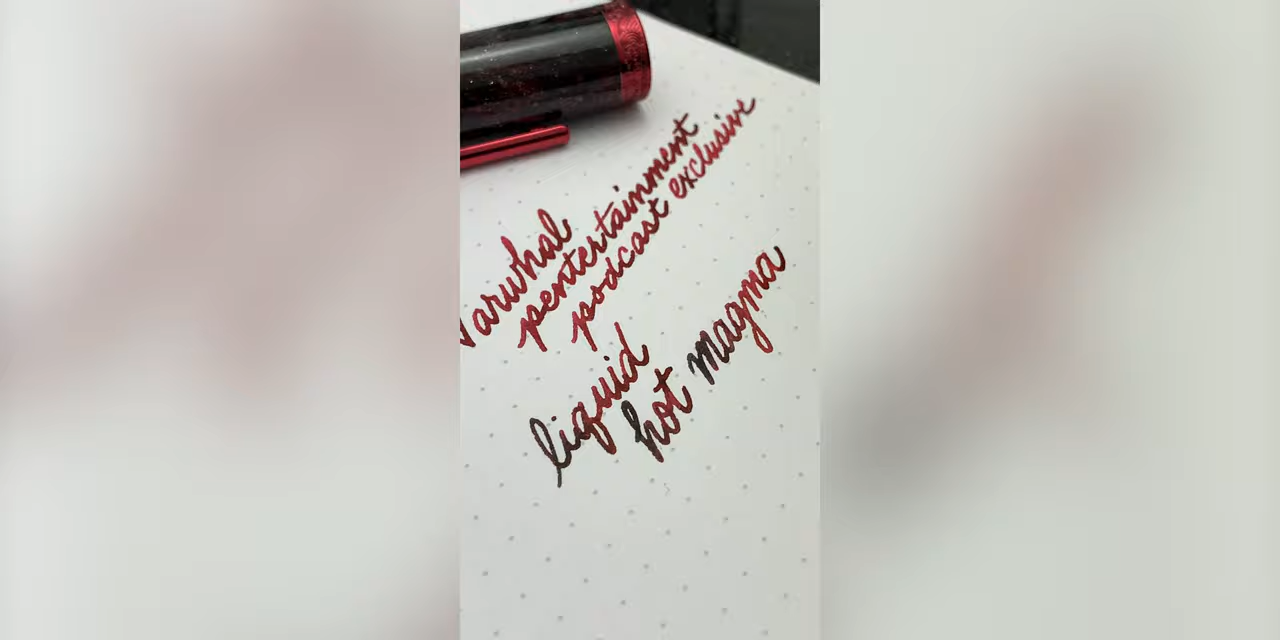 Narwhal
pentertainment
podcast exclusive
liquid
hot magma